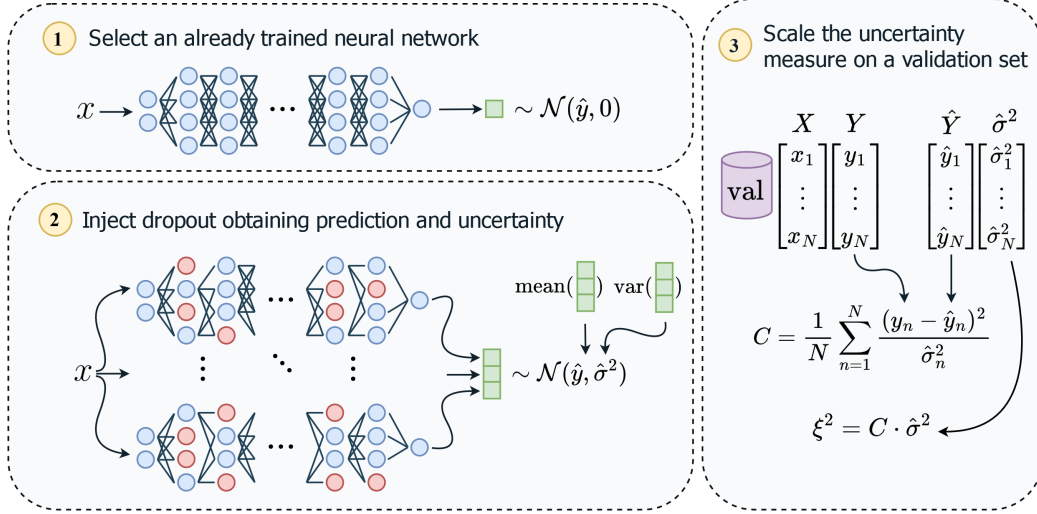 1 Select an already trained neural network
x ⋯ ∼ 𝒩(ŷ, 0)
2 Inject dropout obtaining prediction and uncertainty
⋯ mean( ) var( )
x ⋮ ⋱ ⋮ ∼ 𝒩(ŷ, σ̂²)
⋯
3 Scale the uncertainty
measure on a validation set
X Y Ŷ σ̂²
val
x₁ y₁ ŷ₁ σ̂₁²
⋮ ⋮ ⋮ ⋮
x_N y_N ŷ_N σ̂_N²
C = 1/N ∑_{n=1}^{N} (y_n − ŷ_n)² / σ̂_n²
ξ² = C · σ̂²